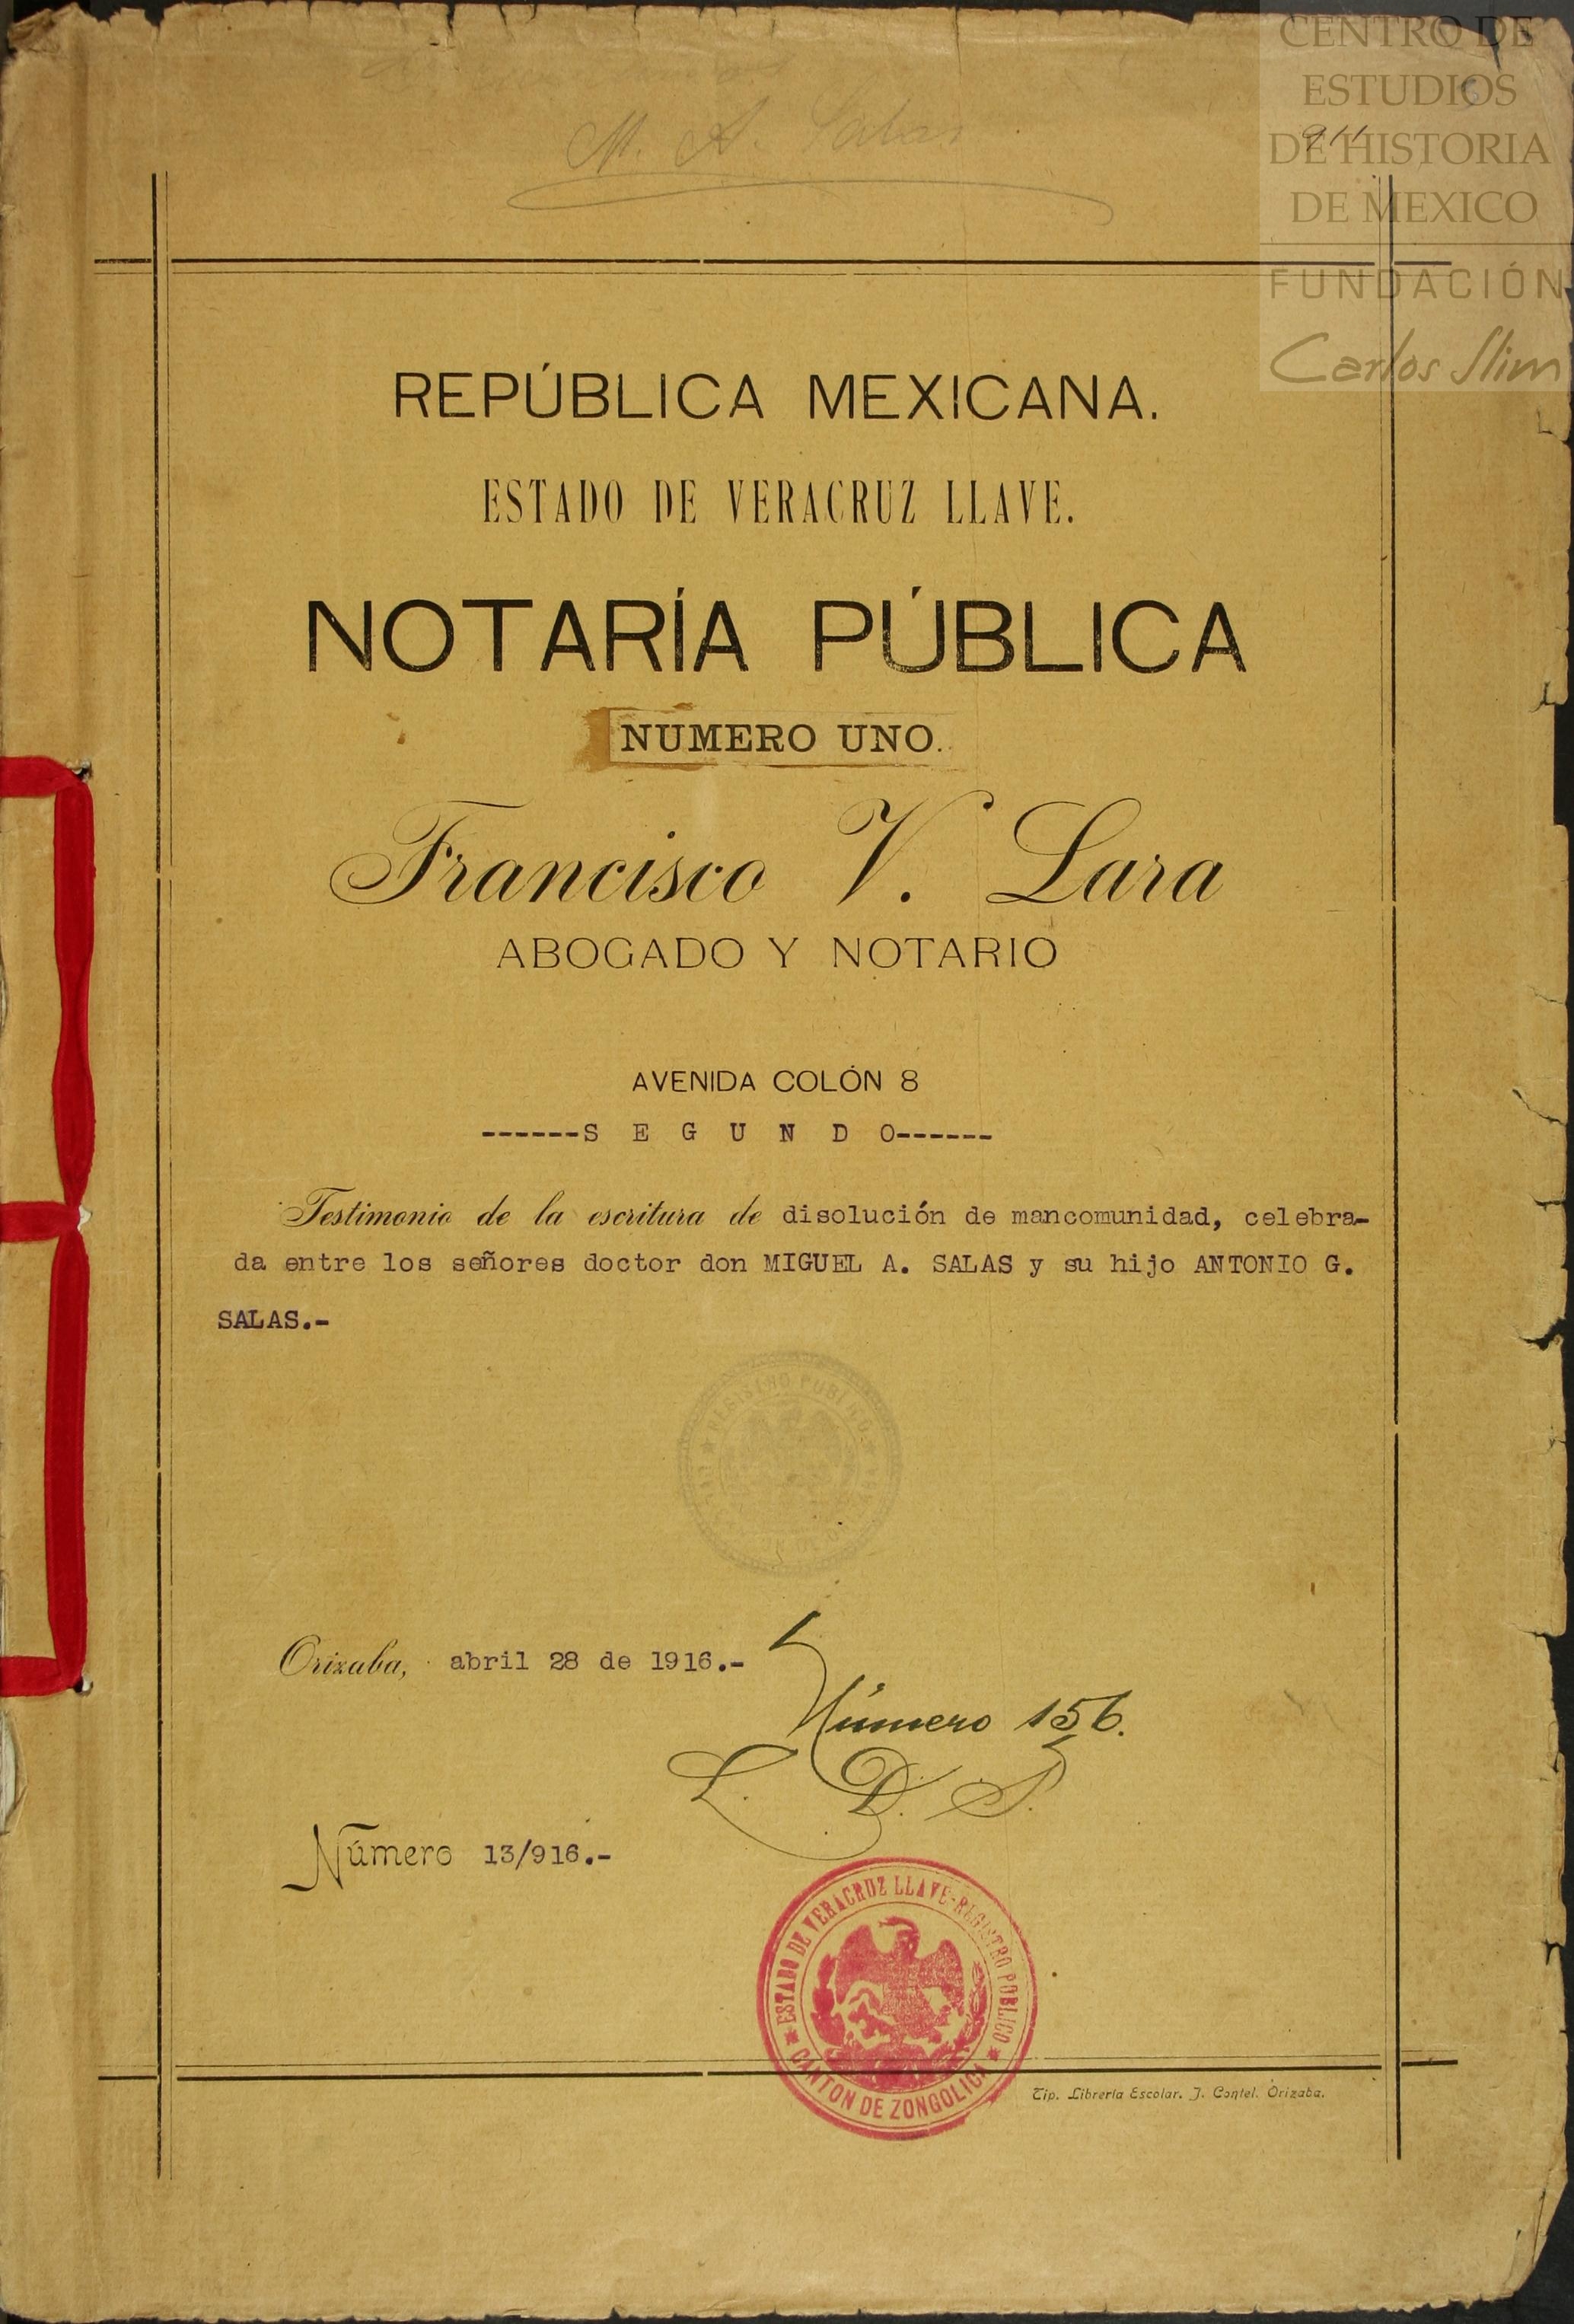 CENTRO DE
ESTUDIOS
DE HISTORIA
DE MEXICO
FUNDACIÓN
Carlos Slim
M. A. Salas
REPÚBLICA MEXICANA.
ESTADO DE VERACRUZ LLAVE.
NOTARÍA PÚBLICA
NUMERO UNO.
Francisco V. Lara
ABOGADO Y NOTARIO
AVENIDA COLÓN 8
------S E G U N D O------
Testimonio de la escritura de disolución de mancomunidad, celebra-
da entre los señores doctor don MIGUEL A. SALAS y su hijo ANTONIO G.
SALAS.-
REGISTRO PUBLICO
Orizaba, abril 28 de 1916.-
Número 156.
L. D. S.
Número 13/916.-
ESTADO DE VERACRUZ LLAVE-REGISTRO PUBLICO
CANTON DE ZONGOLICA
Tip. Librería Escolar. J. Contel. Orizaba.